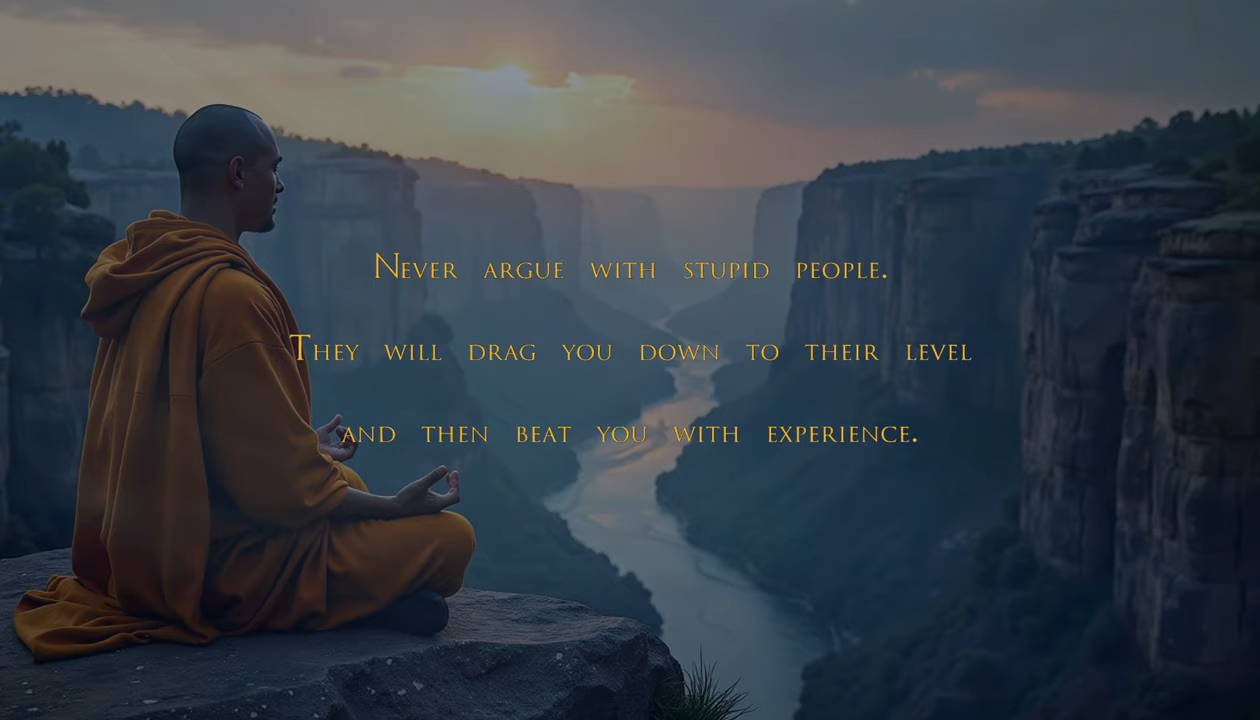 Never argue with stupid people.
They will drag you down to their level
and then beat you with experience.